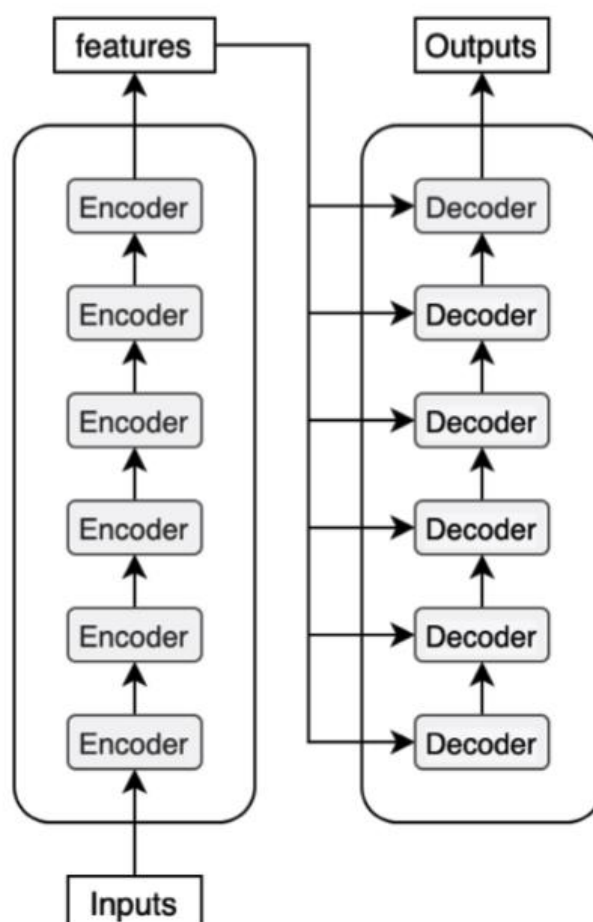 features
Outputs
Encoder
Decoder
Encoder
Decoder
Encoder
Decoder
Encoder
Decoder
Encoder
Decoder
Encoder
Decoder
Inputs